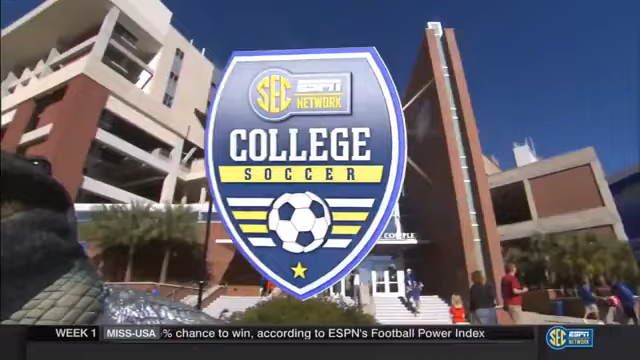 SEC ESPN
NETWORK
COLLEGE
SOCCER
WEEK 1 MISS-USA % chance to win, according to ESPN's Football Power Index
SEC ESPN
NETWORK